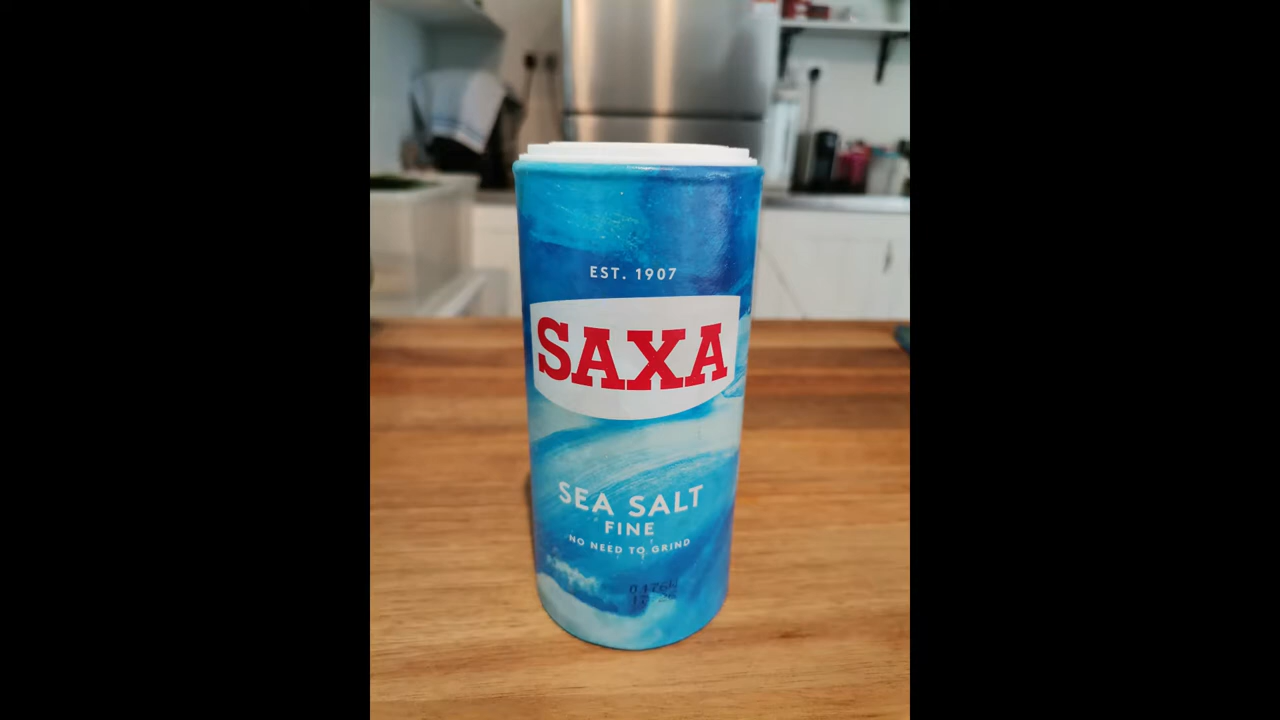 EST. 1907
SAXA
SEA SALT
FINE
NO NEED TO GRIND